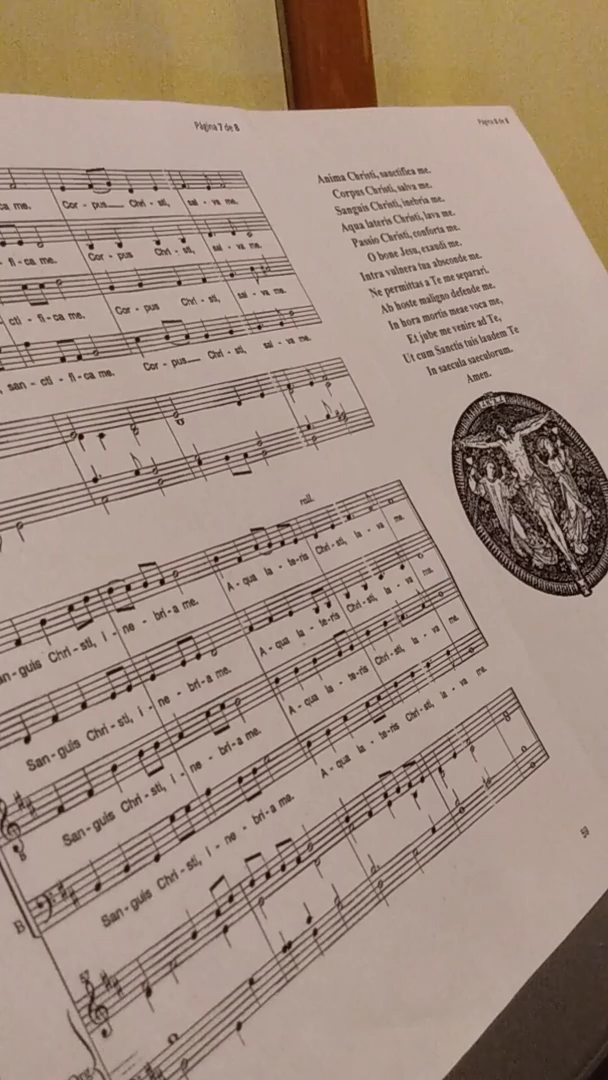 Página 7 de 8
ca me. Cor - pus Chri - sti, sal - va me.
fi - ca me. Cor - pus Chri - sti, sal - va me.
cti - fi - ca me. Cor - pus Chri - sti, sal - va me.
san - cti - fi - ca me. Cor - pus Chri - sti, sal - va me.
rall.
San-guis Chri-sti, i - ne - bri-a me. A - qua la - te-ris Chri-sti, la - va me.
San-guis Chri-sti, i - ne - bri-a me. A - qua la - te-ris Chri-sti, la - va me.
San-guis Chri-sti, i - ne - bri-a me. A - qua la - te-ris Chri-sti, la - va me.
B
San-guis Chri-sti, i - ne - bri-a me. A - qua la - te-ris Chri-sti, la - va me.
57
Org
Página 8 de 8
Anima Christi, sanctifica me.
Corpus Christi, salva me.
Sanguis Christi, inebria me.
Aqua lateris Christi, lava me.
Passio Christi, conforta me.
O bone Jesu, exaudi me.
Intra vulnera tua absconde me.
Ne permittas a Te me separari.
Ab hoste maligno defende me.
In hora mortis meae voca me,
Et jube me venire ad Te,
Ut cum Sanctis tuis laudem Te
In saecula saeculorum.
Amen.
59